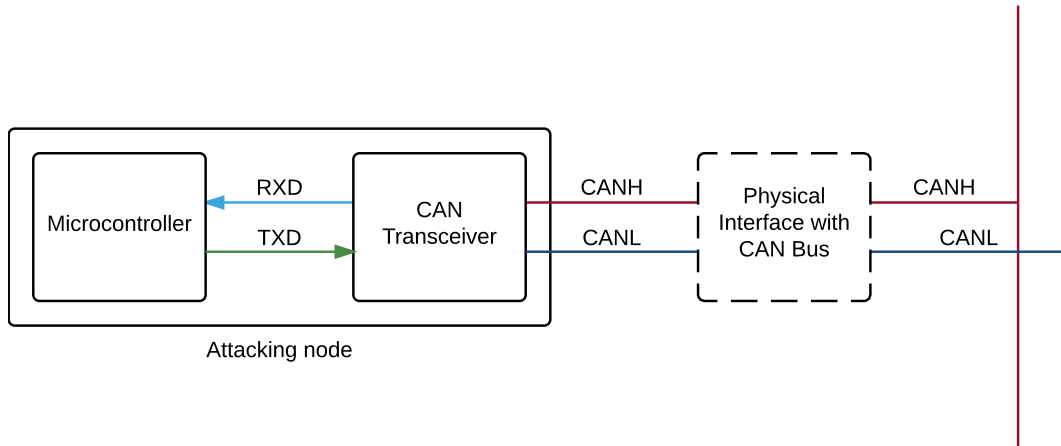 Microcontroller
RXD
TXD
CAN
Transceiver
CANH
CANL
Physical
Interface with
CAN Bus
CANH
CANL
Attacking node